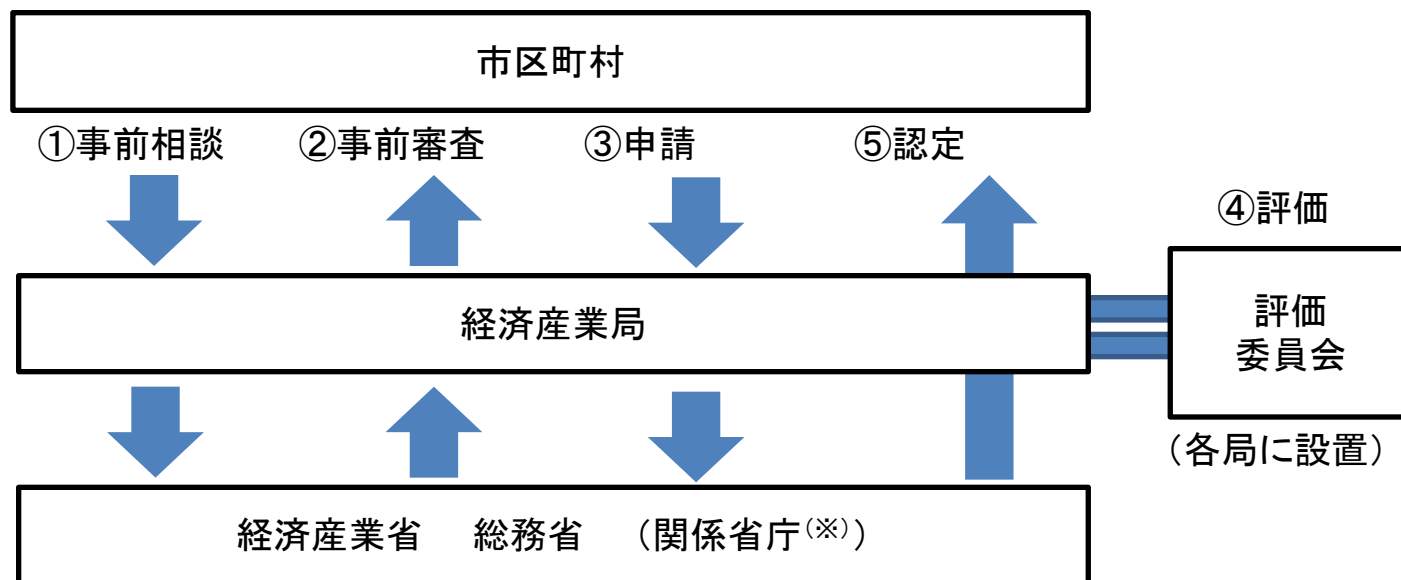 市区町村
①事前相談
②事前審査
③申請
⑤認定
④評価
経済産業局
評価
委員会
(各局に設置)
経済産業省 総務省 (関係省庁(※))